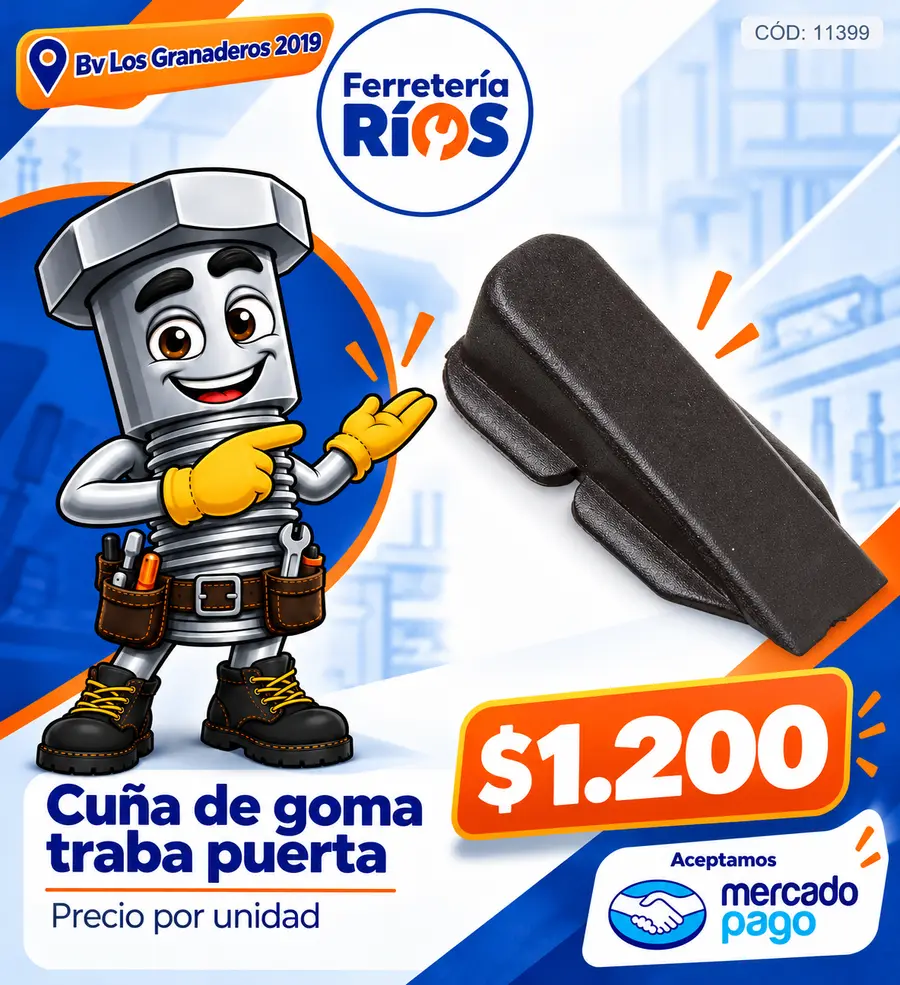 Bv Los Granaderos 2019
Ferretería
RÍOS
CÓD: 11399
$1.200
Cuña de goma
traba puerta
Precio por unidad
Aceptamos
mercado
pago